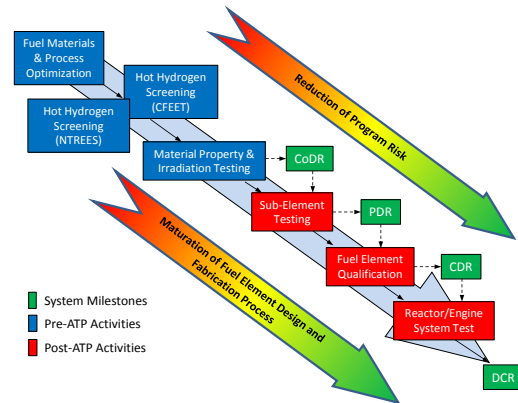 Fuel Materials
& Process
Optimization
Hot Hydrogen
Screening
(CFEET)
Hot Hydrogen
Screening
(NTREES)
Reduction of Program Risk
Material Property &
Irradiation Testing
CoDR
Sub-Element
Testing
PDR
Fuel Element
Qualification
CDR
Reactor/Engine
System Test
DCR
Maturation of Fuel Element Design and
Fabrication Process
System Milestones
Pre-ATP Activities
Post-ATP Activities